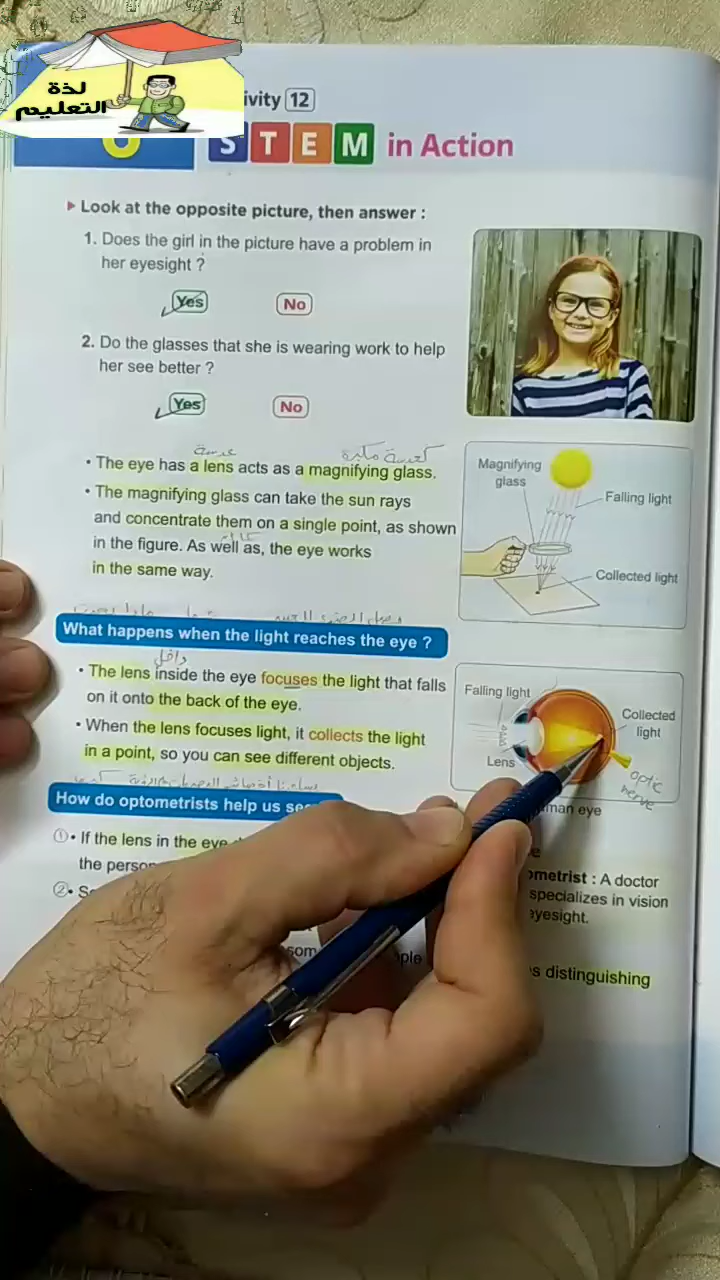 لذة
التعليم
ivity 12
6 STEM in Action
Look at the opposite picture, then answer :
1. Does the girl in the picture have a problem in
her eyesight ?
Yes No
2. Do the glasses that she is wearing work to help
her see better ?
Yes No
عدسة
كعدسة مكبرة
• The eye has a lens acts as a magnifying glass.
• The magnifying glass can take the sun rays
and concentrate them on a single point, as shown
in the figure. As well as, the eye works
in the same way.
Magnifying
glass
Falling light
Collected light
What happens when the light reaches the eye ?
داخل
• The lens inside the eye focuses the light that falls
on it onto the back of the eye.
• When the lens focuses light, it collects the light
in a point, so you can see different objects.
Falling light
Collected
light
Lens
optic
nerve
man eye
How do optometrists help us see
① • If the lens in the eye
the person
② • S
som
ple
ometrist : A doctor
specializes in vision
eyesight.
s distinguishing